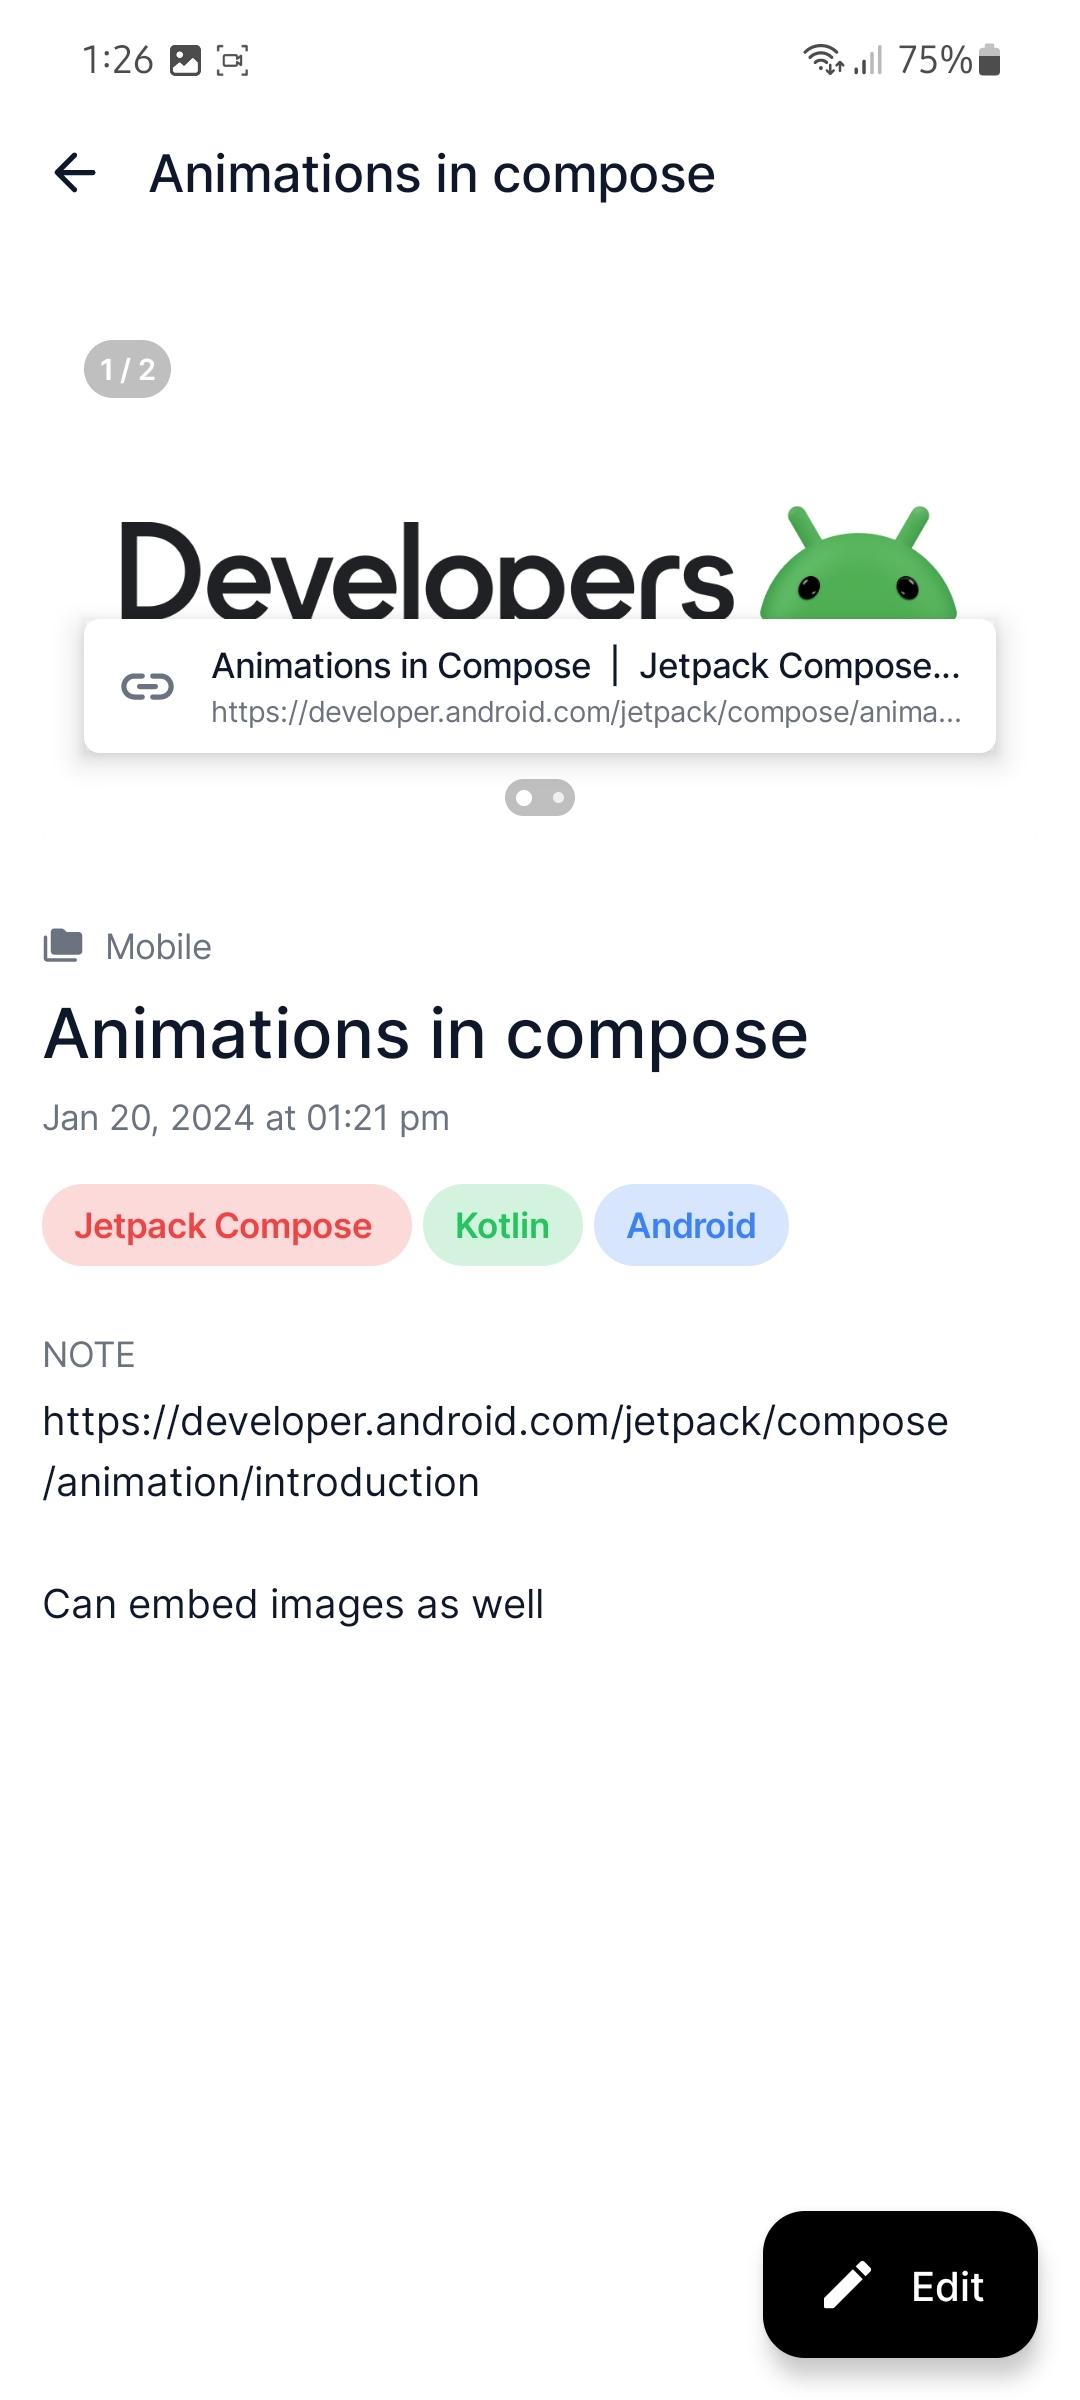 1:26
75%
Animations in compose
1 / 2
Developers
Animations in Compose | Jetpack Compose...
https://developer.android.com/jetpack/compose/anima...
Mobile
Animations in compose
Jan 20, 2024 at 01:21 pm
Jetpack Compose Kotlin Android
NOTE
https://developer.android.com/jetpack/compose
/animation/introduction
Can embed images as well
Edit